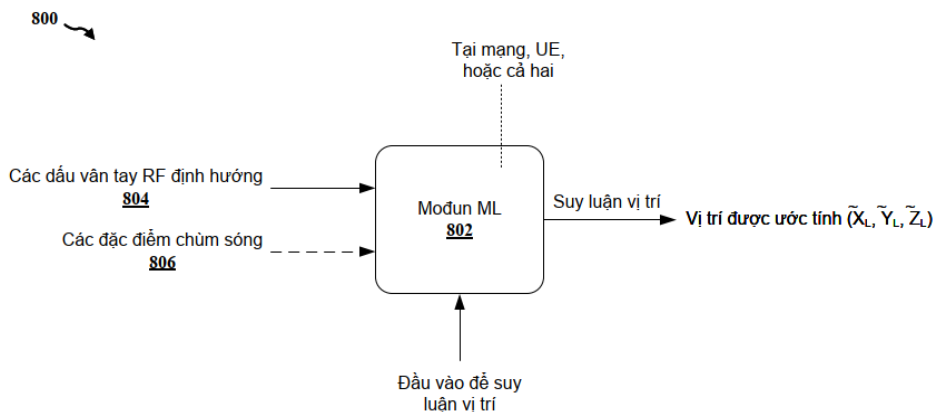 800
Tại mạng, UE,
hoặc cả hai
Các dấu vân tay RF định hướng
804
Các đặc điểm chùm sóng
806
Mođun ML
802
Suy luận vị trí
Vị trí được ước tính (X̃L, ỸL, Z̃L)
Đầu vào để suy
luận vị trí